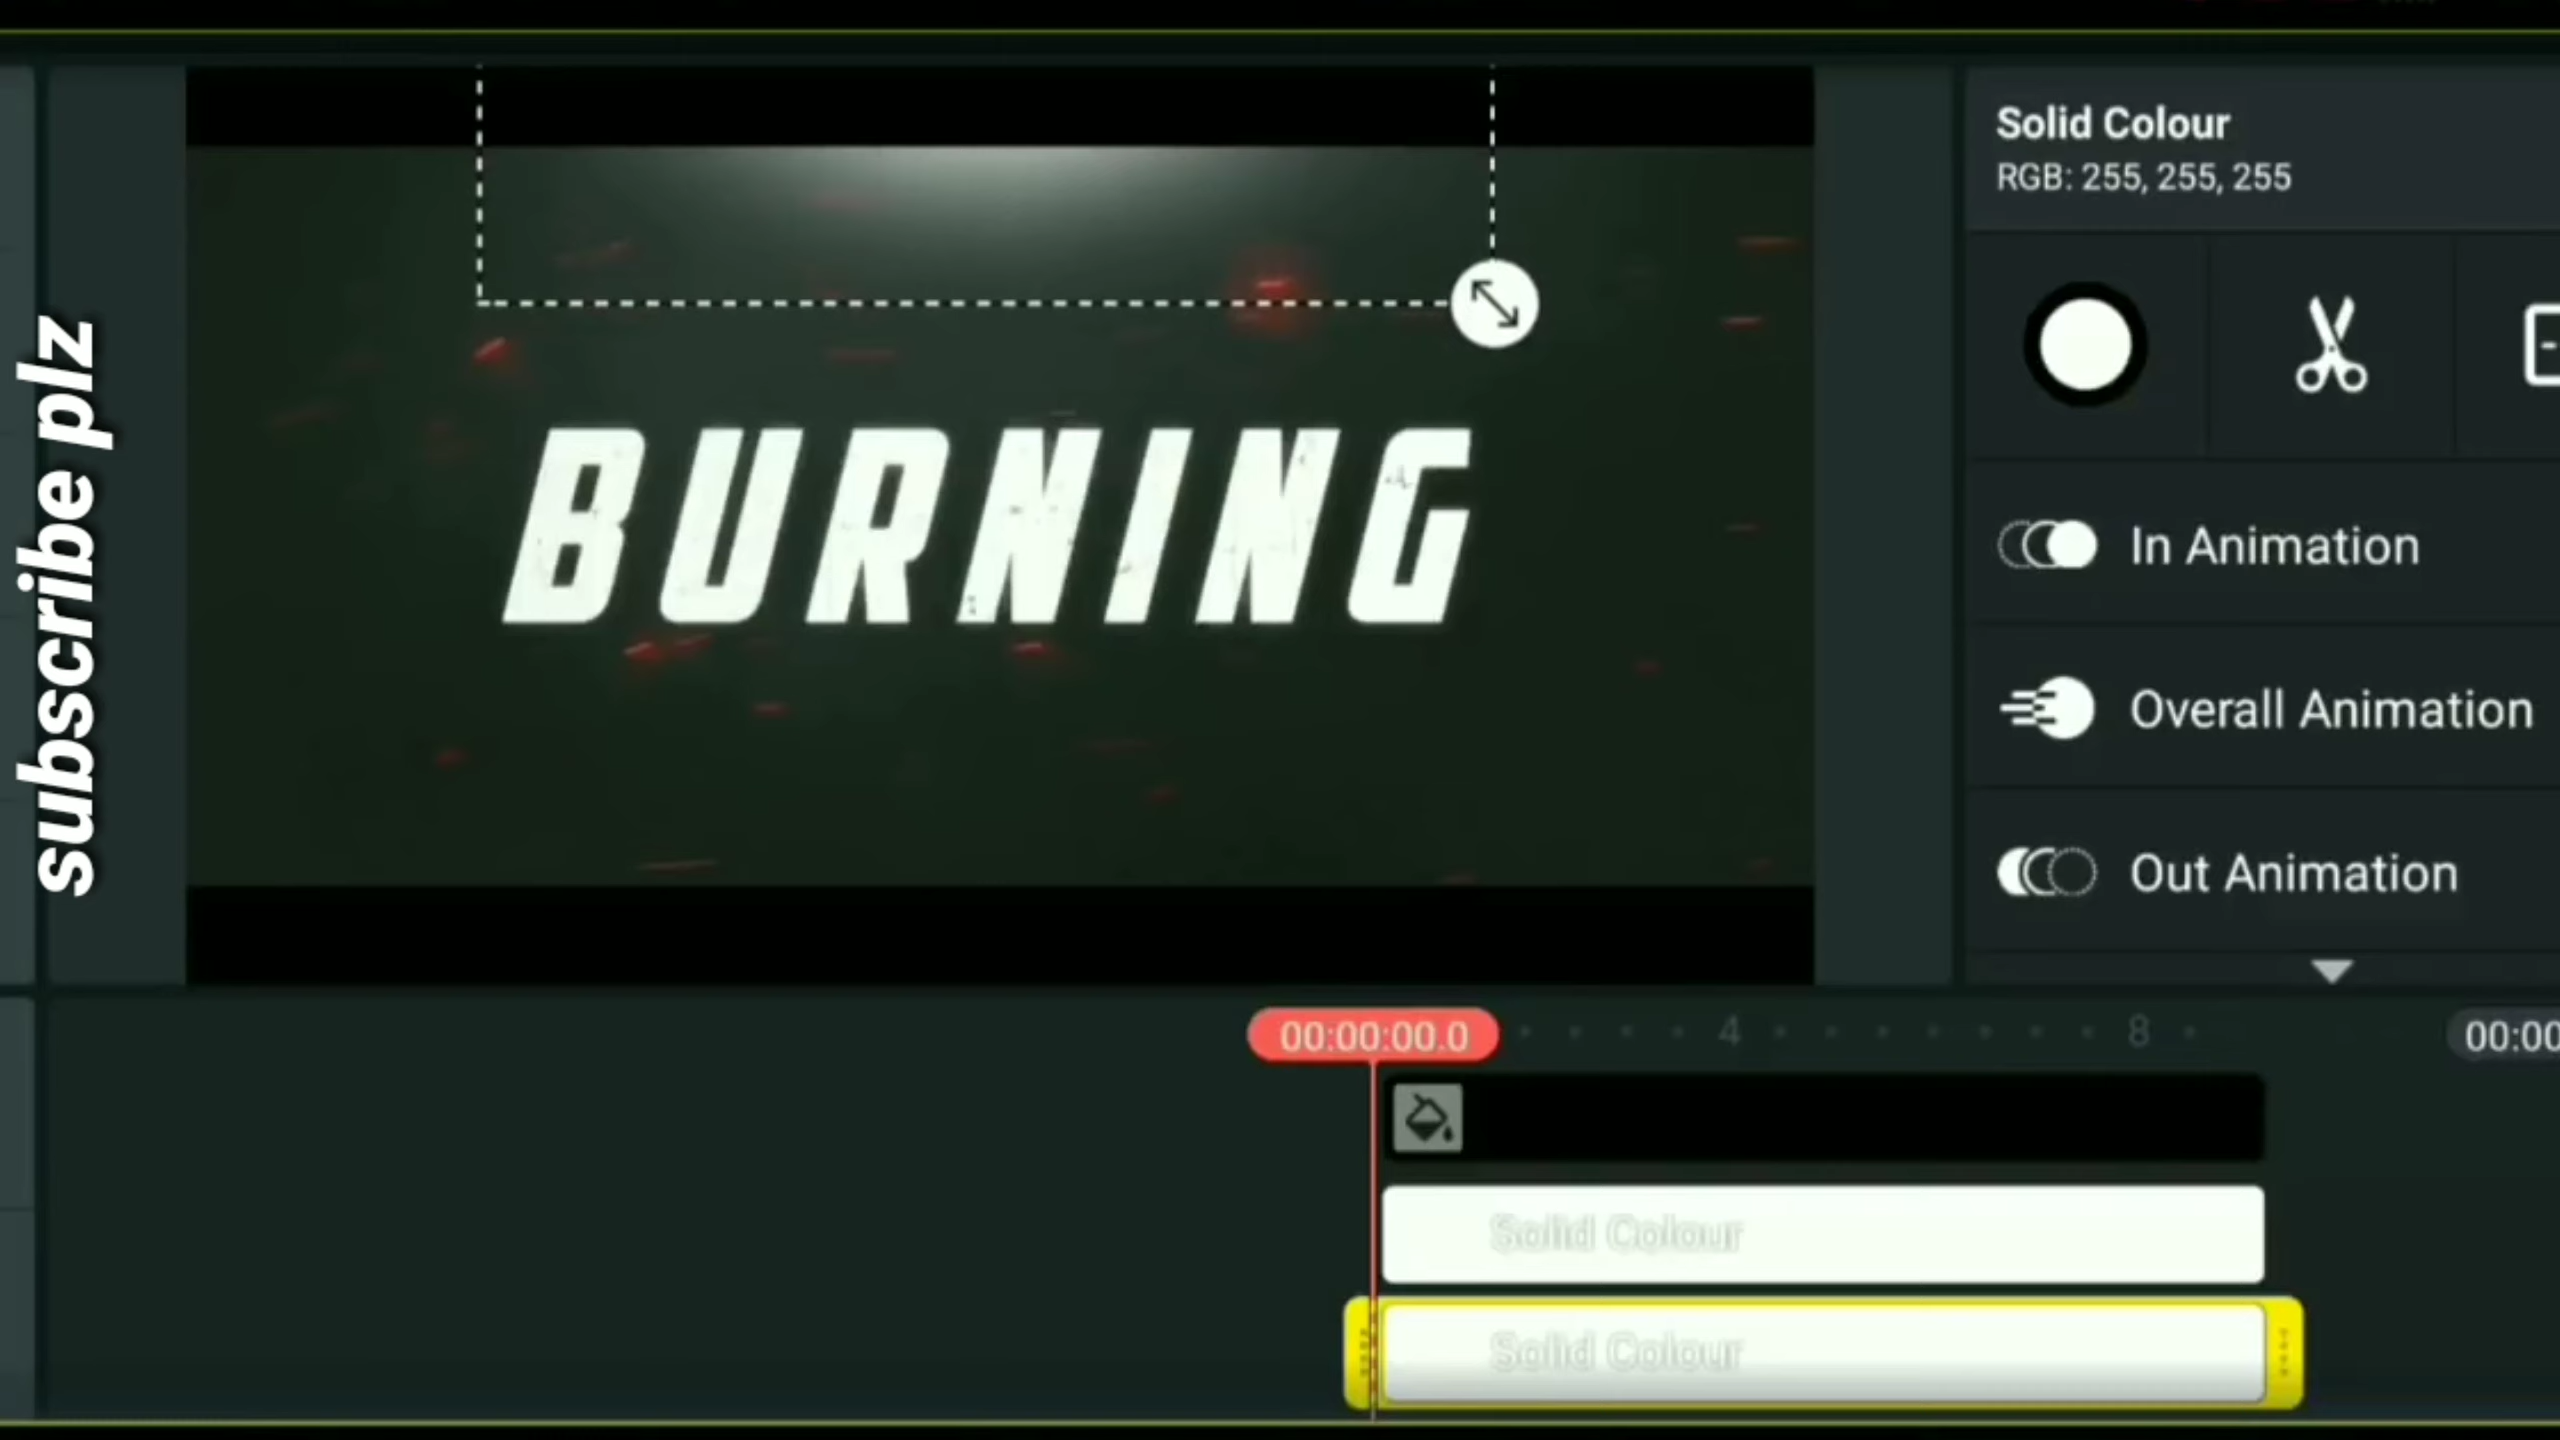 subscribe plz
BURNING
Solid Colour
RGB: 255, 255, 255
In Animation
Overall Animation
Out Animation
00:00:00.0
4
8
00:00
Solid Colour
Solid Colour